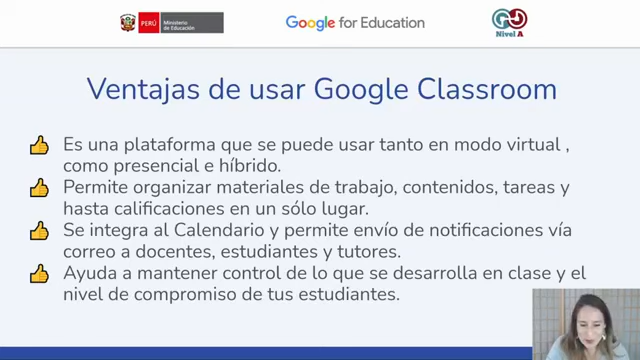 PERÚ
Ministerio
de Educación
Google for Education
Nivel A
Ventajas de usar Google Classroom
Es una plataforma que se puede usar tanto en modo virtual ,
como presencial e híbrido.
Permite organizar materiales de trabajo, contenidos, tareas y
hasta calificaciones en un sólo lugar.
Se integra al Calendario y permite envío de notificaciones vía
correo a docentes, estudiantes y tutores.
Ayuda a mantener control de lo que se desarrolla en clase y el
nivel de compromiso de tus estudiantes.